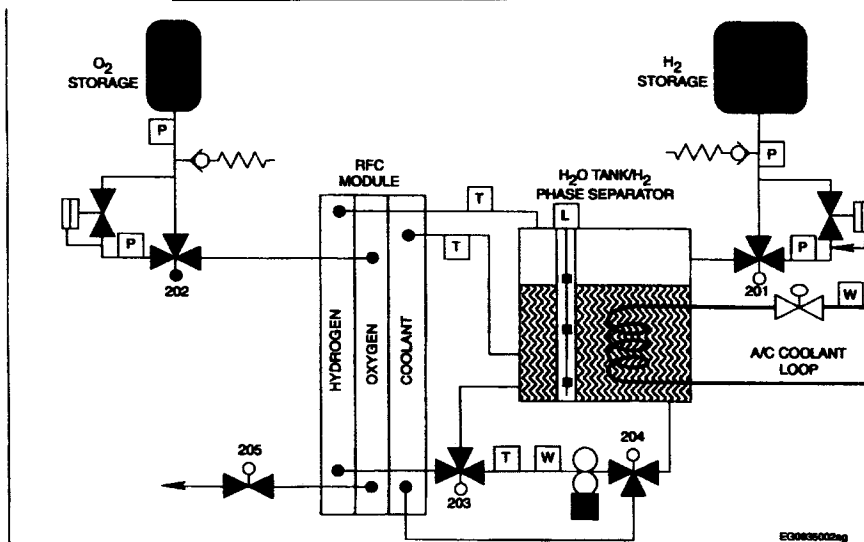 O2
STORAGE
H2
STORAGE
P
P
RFC
MODULE
H2O TANK/H2
PHASE SEPARATOR
T
L
T
P
P
202
201
W
HYDROGEN
OXYGEN
COOLANT
A/C COOLANT
LOOP
205
204
T
W
203
EG0835002ag